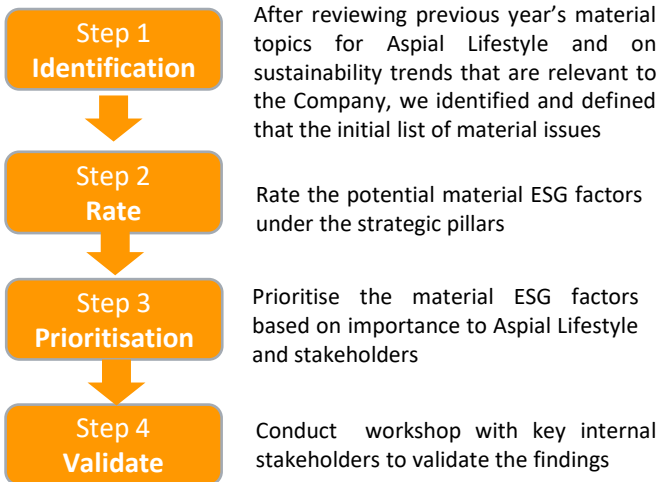 Step 1
Identification
After reviewing previous year’s material
topics for Aspial Lifestyle and on
sustainability trends that are relevant to
the Company, we identified and defined
that the initial list of material issues
Step 2
Rate
Rate the potential material ESG factors
under the strategic pillars
Step 3
Prioritisation
Prioritise the material ESG factors
based on importance to Aspial Lifestyle
and stakeholders
Step 4
Validate
Conduct workshop with key internal
stakeholders to validate the findings